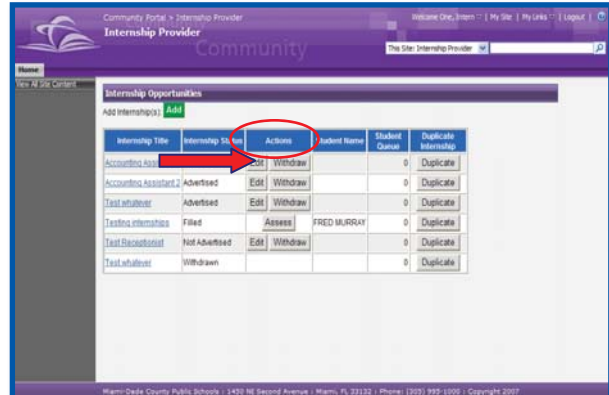 Community Portal > Internship Provider
Welcome One, Intern | My Site | My Links | Logout |
Internship Provider
Community
This Site: Internship Provider
Home
View All Site Content
Internship Opportunities
Add Internship(s): Add
Internship Title Internship Status Actions Student Name Student Queue Duplicate Internship
Accounting Edit Withdraw 0 Duplicate
Accounting Assistant 2 Advertised Edit Withdraw 0 Duplicate
Test whatever Advertised Edit Withdraw 0 Duplicate
Testing internships Filled Assess FRED MURRAY 0 Duplicate
Test Receptionist Not Advertised Edit Withdraw 0 Duplicate
Test whatever Withdrawn 0 Duplicate
Miami-Dade County Public Schools : 1450 NE Second Avenue : Miami, FL 33132 : Phone: (305) 995-1000 : Copyright 2007